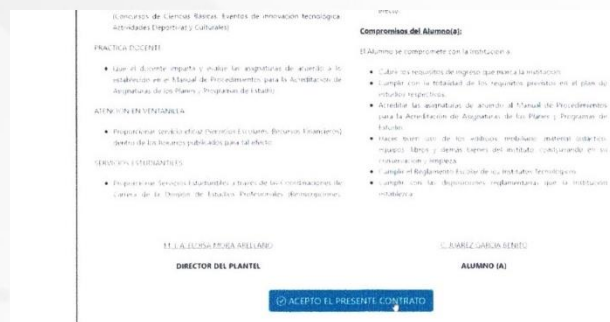 (Concursos de Ciencias Básicas, Eventos de innovación tecnológica
Actividades Deportivas y Culturales)
PRÁCTICA DOCENTE
• Que el docente imparta y evalúe las asignaturas de acuerdo a lo
establecido en el Manual de Procedimientos para la Acreditación de
Asignaturas de los Planes y Programas de Estudio
ATENCIÓN EN VENTANILLA
• Proporcionar servicio eficaz (Servicios Escolares, Recursos Financieros)
dentro de los horarios publicados para tal efecto
SERVICIOS ESTUDIANTILES
• Proporcionar Servicios Estudiantiles a través de las coordinaciones de
carrera de la División de Estudios Profesionales
Compromisos del Alumno(a):
El Alumno se compromete con la Institución a:
• Cubrir los requisitos de ingreso que marca la institución
• Cumplir con la totalidad de los requisitos previstos en el plan de
estudios respectivos
• Acreditar las asignaturas de acuerdo al Manual de Procedimientos
para la Acreditación de Asignaturas de los Planes y Programas de
Estudio
• Hacer buen uso de los edificios, mobiliario, material didáctico,
equipos, libros y demás bienes del instituto, coadyuvando en su
conservación y limpieza
• Cumplir el Reglamento Escolar de los Institutos Tecnológicos
• Cumplir con las disposiciones reglamentarias que la institución
establezca
MORA ARELLANO
DIRECTOR DEL PLANTEL
C. JUAREZ GARCIA BENITO
ALUMNO (A)
ACEPTO EL PRESENTE CONTRATO